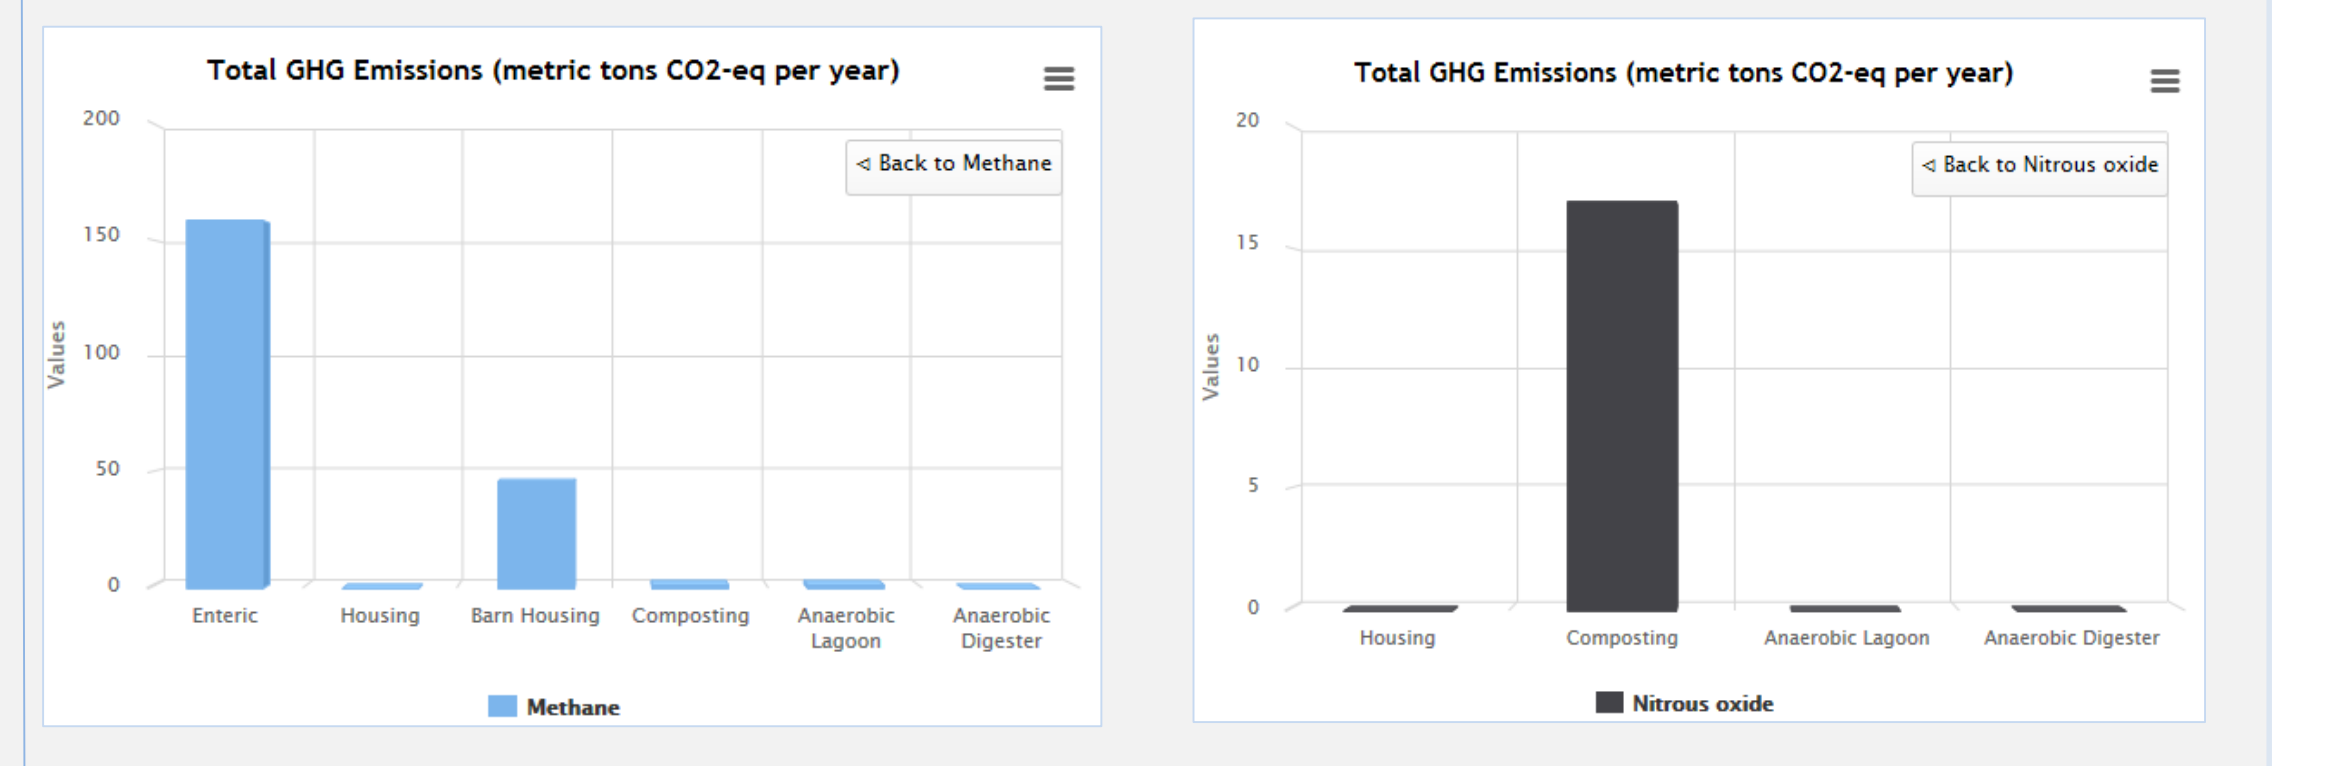 Total GHG Emissions (metric tons CO2-eq per year)
200
◅ Back to Methane
150
100
50
0
Values
Enteric
Housing
Barn Housing
Composting
Anaerobic
Lagoon
Anaerobic
Digester
Methane
Total GHG Emissions (metric tons CO2-eq per year)
20
◅ Back to Nitrous oxide
15
10
5
0
Values
Housing
Composting
Anaerobic Lagoon
Anaerobic Digester
Nitrous oxide